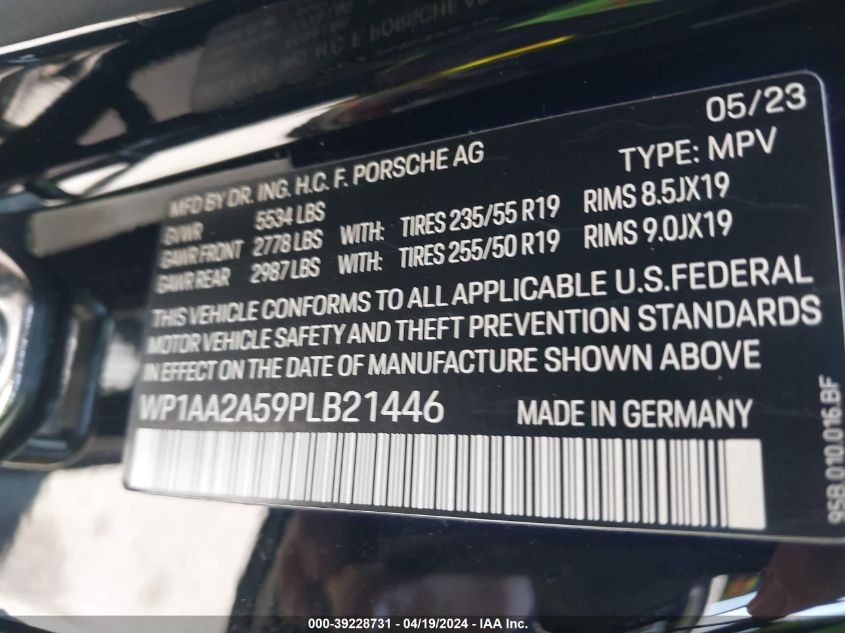 05/23
MFD BY DR. ING. H.C. F. PORSCHE AG TYPE: MPV
GVWR 5534 LBS
GAWR FRONT 2778 LBS WITH: TIRES 235/55 R19 RIMS 8.5JX19
GAWR REAR 2987 LBS WITH: TIRES 255/50 R19 RIMS 9.0JX19
THIS VEHICLE CONFORMS TO ALL APPLICABLE U.S.FEDERAL
MOTOR VEHICLE SAFETY AND THEFT PREVENTION STANDARDS
IN EFFECT ON THE DATE OF MANUFACTURE SHOWN ABOVE
WP1AA2A59PLB21446 MADE IN GERMANY
95B.010.016.BF
000-39228731 - 04/19/2024 - IAA Inc.